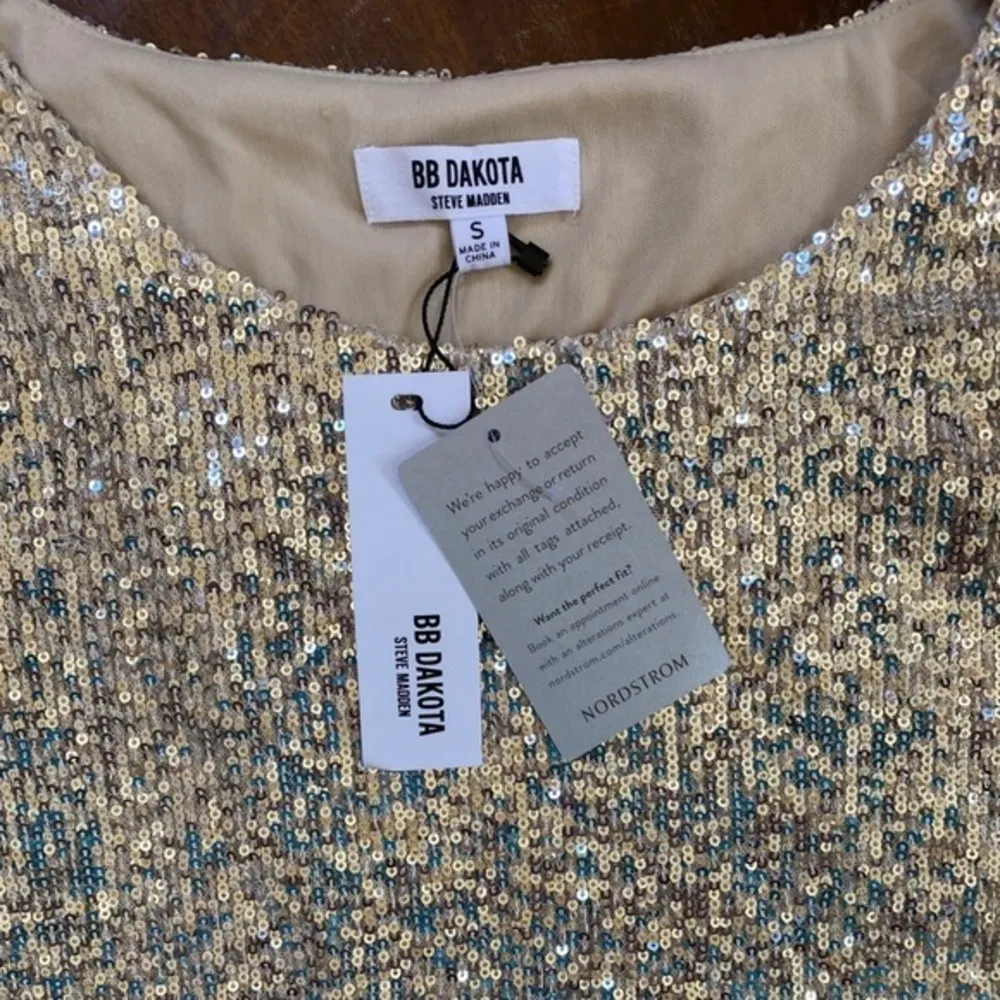 BB DAKOTA
STEVE MADDEN
S
MADE IN
CHINA
BB DAKOTA
STEVE MADDEN
We're happy to accept
your exchange or return
in its original condition
with all tags attached,
along with your receipt.
Want the perfect fit?
Book an appointment online
with an alterations expert at
nordstrom.com/alterations.
NORDSTROM